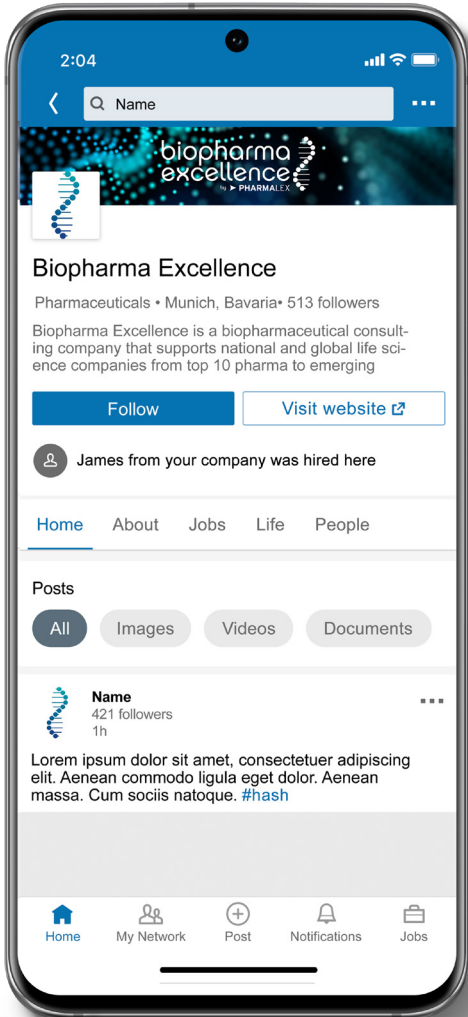 2:04
Name
biopharma
excellence
by ➤ PHARMALEX
Biopharma Excellence
Pharmaceuticals • Munich, Bavaria• 513 followers
Biopharma Excellence is a biopharmaceutical consult-
ing company that supports national and global life sci-
ence companies from top 10 pharma to emerging
Follow
Visit website
James from your company was hired here
Home About Jobs Life People
Posts
All Images Videos Documents
Name
421 followers
1h
Lorem ipsum dolor sit amet, consectetuer adipiscing
elit. Aenean commodo ligula eget dolor. Aenean
massa. Cum sociis natoque. #hash
Home My Network Post Notifications Jobs